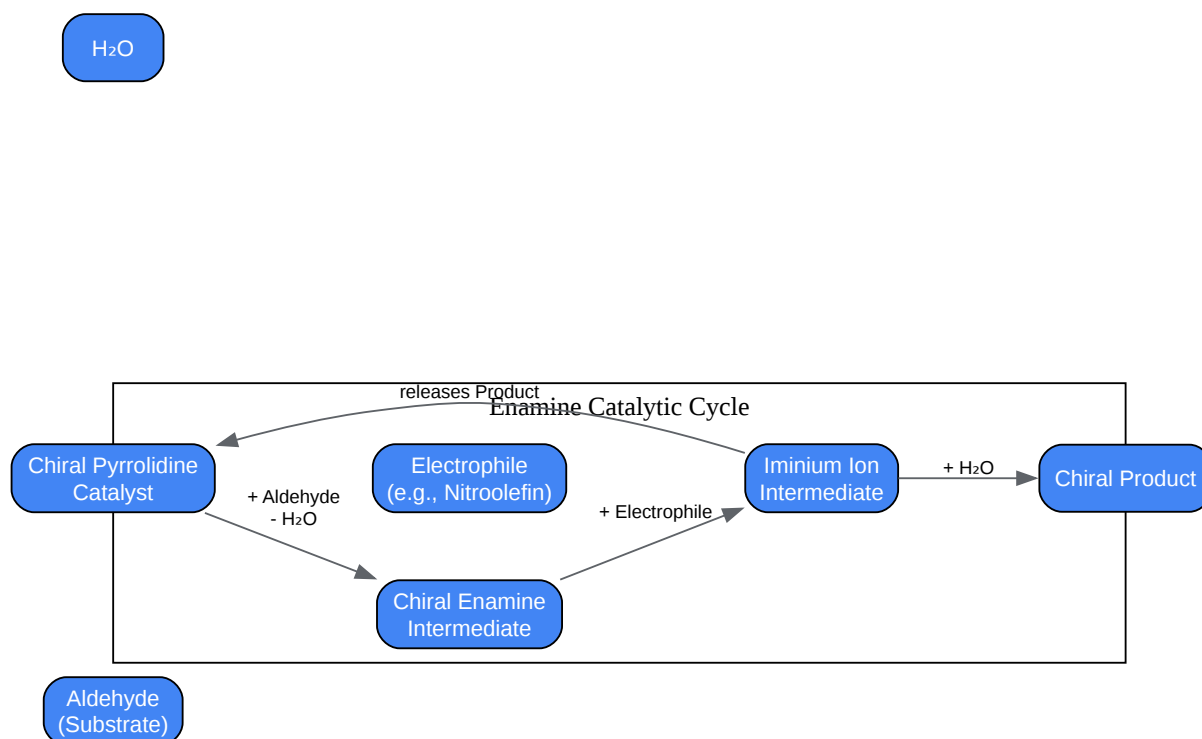 H₂O
releases Product
Enamine Catalytic Cycle
Chiral Pyrrolidine
Catalyst
+ Aldehyde
- H₂O
Electrophile
(e.g., Nitroolefin)
+ Electrophile
Iminium Ion
Intermediate
+ H₂O
Chiral Product
Chiral Enamine
Intermediate
Aldehyde
(Substrate)